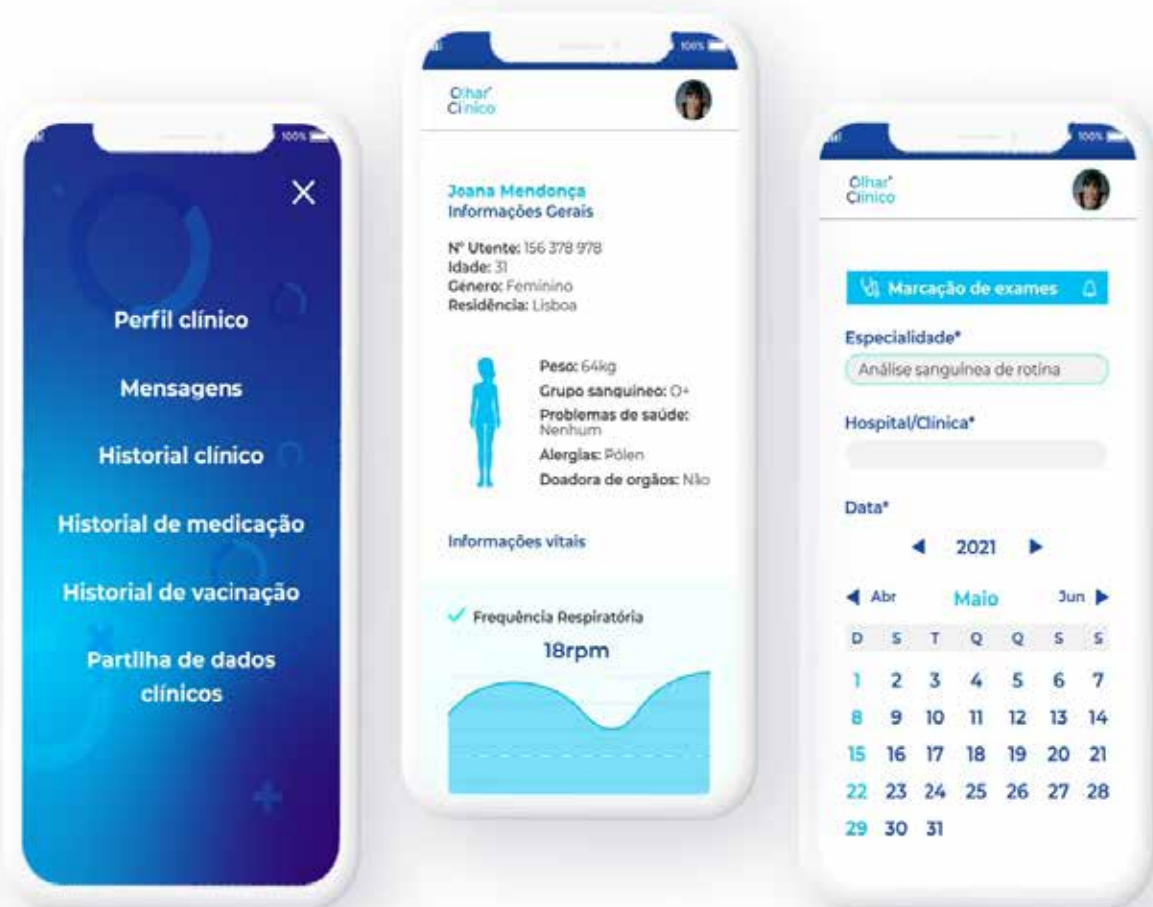 100%
Perfil clínico
Mensagens
Historial clínico
Historial de medicação
Historial de vacinação
Partilha de dados
clínicos
100%
Olhar
Clínico
Joana Mendonça
Informações Gerais
Nº Utente: 156 378 978
Idade: 31
Género: Feminino
Residência: Lisboa
Peso: 64kg
Grupo sanguíneo: O+
Problemas de saúde:
Nenhum
Alergias: Pólen
Doadora de orgãos: Não
Informações vitais
Frequência Respiratória
18rpm
100%
Olhar
Clínico
Marcação de exames
Especialidade*
Análise sanguínea de rotina
Hospital/Clínica*
Data*
2021
Abr Maio Jun
D S T Q Q S S
1 2 3 4 5 6 7
8 9 10 11 12 13 14
15 16 17 18 19 20 21
22 23 24 25 26 27 28
29 30 31